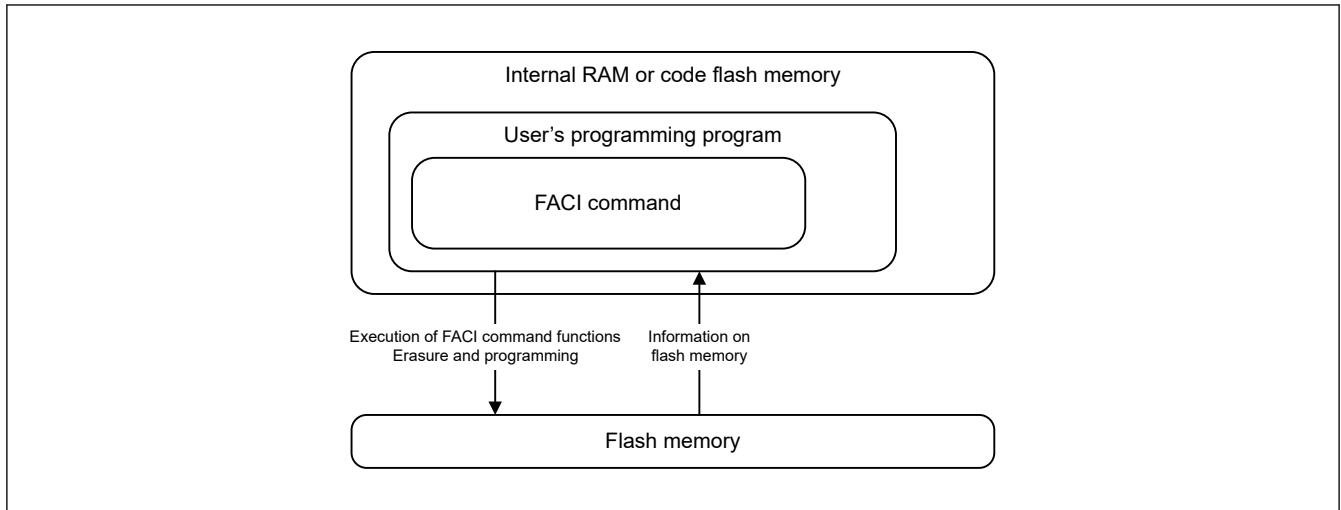 Internal RAM or code flash memory
User’s programming program
FACI command
Execution of FACI command functions
Erasure and programming
Information on
flash memory
Flash memory